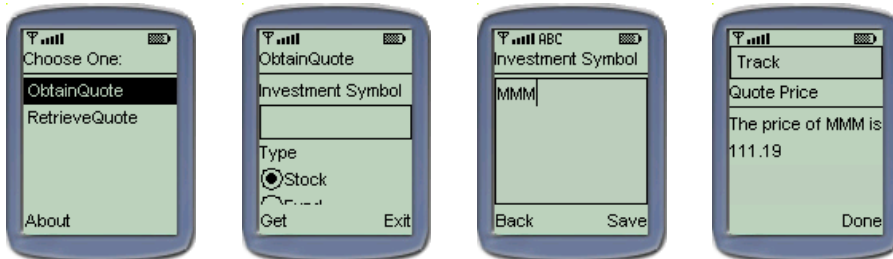 Choose One:
ObtainQuote
RetrieveQuote
About
ObtainQuote
Investment Symbol
Type
Stock
Get Exit
ABC
Investment Symbol
MMM
Back Save
Track
Quote Price
The price of MMM is
111.19
Done